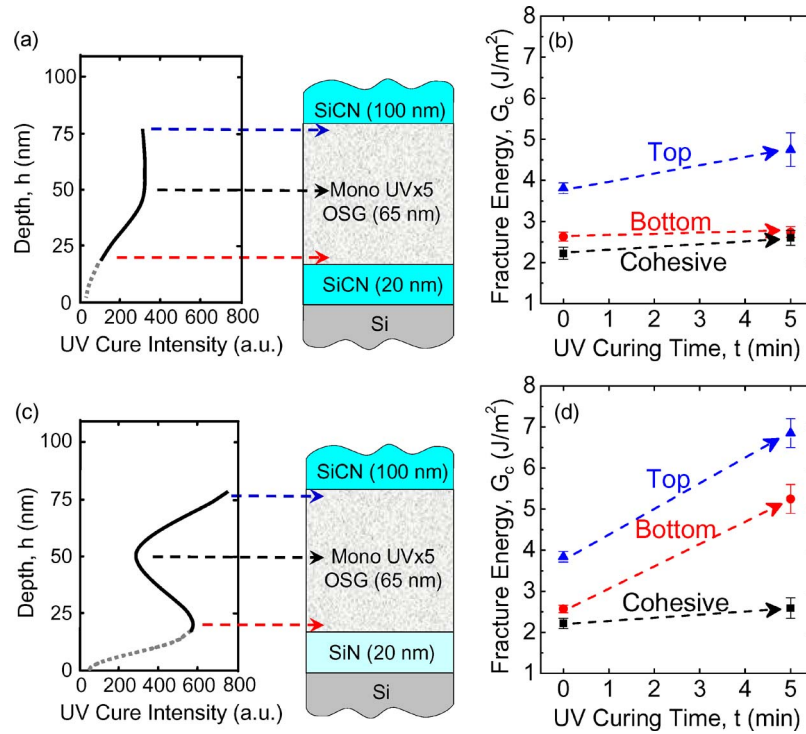 (a)
Depth, h (nm)
100
75
50
25
0
0 200 400 600 800
UV Cure Intensity (a.u.)
SiCN (100 nm)
Mono UVx5
OSG (65 nm)
SiCN (20 nm)
Si
(b)
Fracture Energy, Gc (J/m²)
8
7
6
5
4
3
2
1
Top
Bottom
Cohesive
0 1 2 3 4 5
UV Curing Time, t (min)
(c)
Depth, h (nm)
100
75
50
25
0
0 200 400 600 800
UV Cure Intensity (a.u.)
SiCN (100 nm)
Mono UVx5
OSG (65 nm)
SiN (20 nm)
Si
(d)
Fracture Energy, Gc (J/m²)
8
7
6
5
4
3
2
1
Top
Bottom
Cohesive
0 1 2 3 4 5
UV Curing Time, t (min)